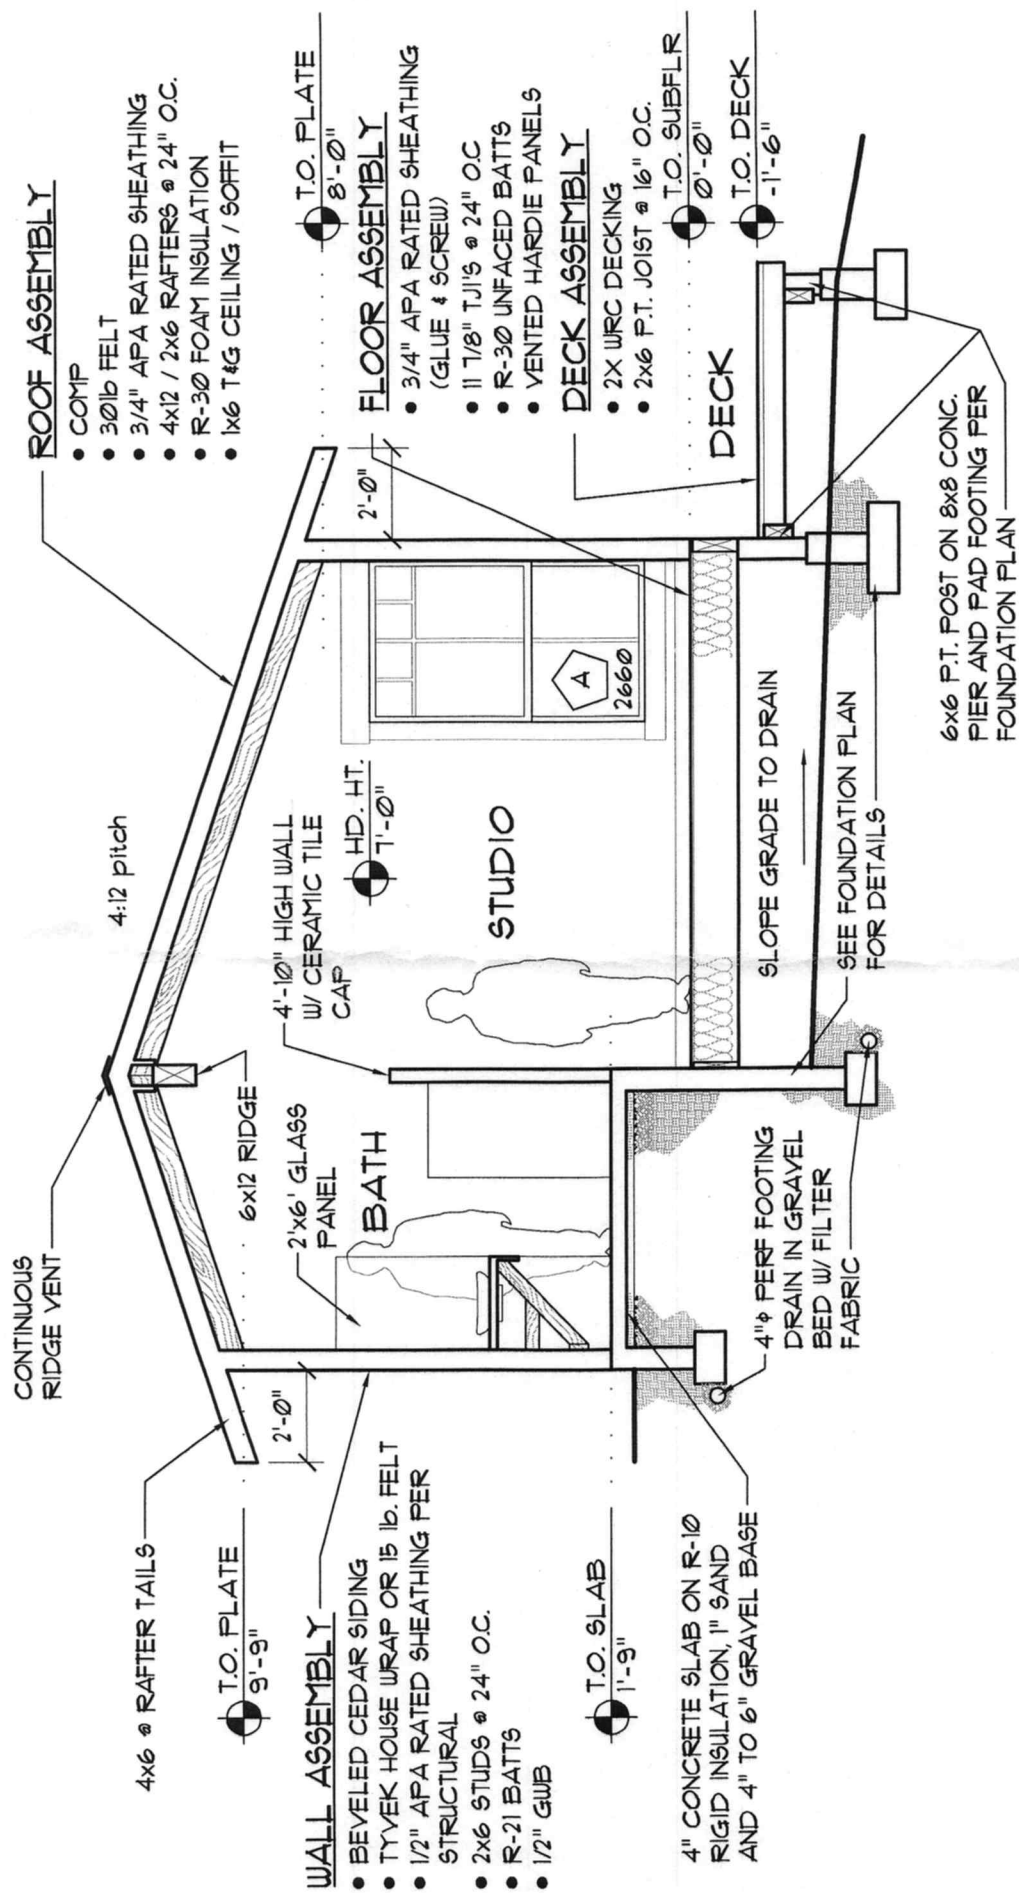 ROOF ASSEMBLY
• COMP
• 30lb FELT
• 3/4" APA RATED SHEATHING
• 4x12 / 2x6 RAFTERS @ 24" O.C.
• R-30 FOAM INSULATION
• 1x6 T&G CEILING / SOFFIT
CONTINUOUS
RIDGE VENT
4:12 pitch
4x6 @ RAFTER TAILS
T.O. PLATE
9'-9"
2'-0"
6x12 RIDGE
2'x6' GLASS
PANEL
BATH
4'-10" HIGH WALL
W/ CERAMIC TILE
CAP
HD. HT.
7'-0"
STUDIO
A
2660
2'-0"
T.O. PLATE
8'-0"
FLOOR ASSEMBLY
• 3/4" APA RATED SHEATHING
(GLUE & SCREW)
• 11 7/8" TJI'S @ 24" O.C
• R-30 UNFACED BATTS
• VENTED HARDIE PANELS
DECK ASSEMBLY
• 2X WRC DECKING
• 2x6 P.T. JOIST @ 16" O.C.
T.O. SUBFLR
0'-0"
T.O. DECK
-1'-6"
DECK
WALL ASSEMBLY
• BEVELED CEDAR SIDING
• TYVEK HOUSE WRAP OR 15 lb. FELT
• 1/2" APA RATED SHEATHING PER
STRUCTURAL
• 2x6 STUDS @ 24" O.C.
• R-21 BATTS
• 1/2" GWB
T.O. SLAB
1'-9"
4" CONCRETE SLAB ON R-10
RIGID INSULATION, 1" SAND
AND 4" TO 6" GRAVEL BASE
4"ϕ PERF FOOTING
DRAIN IN GRAVEL
BED W/ FILTER
FABRIC
SLOPE GRADE TO DRAIN
SEE FOUNDATION PLAN
FOR DETAILS
6x6 P.T. POST ON 8x8 CONC.
PIER AND PAD FOOTING PER
FOUNDATION PLAN